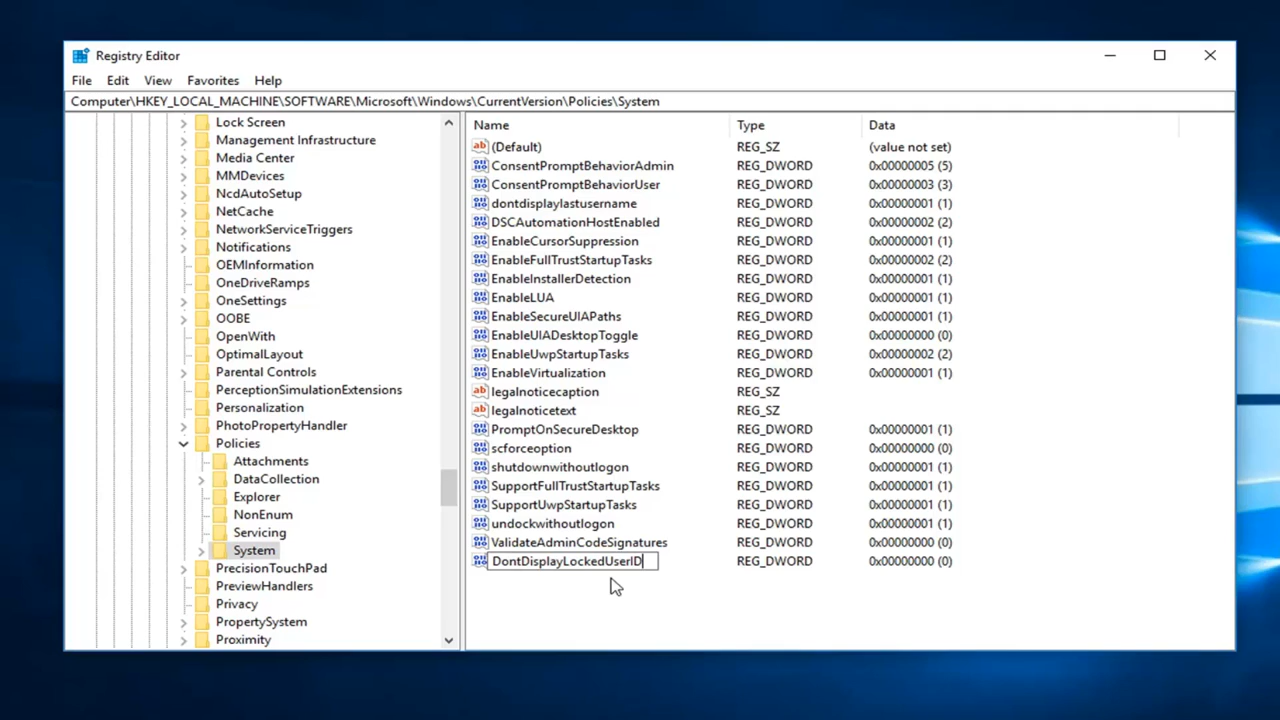 Registry Editor
File Edit View Favorites Help
Computer\HKEY_LOCAL_MACHINE\SOFTWARE\Microsoft\Windows\CurrentVersion\Policies\System
Lock Screen
Management Infrastructure
Media Center
MMDevices
NcdAutoSetup
NetCache
NetworkServiceTriggers
Notifications
OEMInformation
OneDriveRamps
OneSettings
OOBE
OpenWith
OptimalLayout
Parental Controls
PerceptionSimulationExtensions
Personalization
PhotoPropertyHandler
Policies
Attachments
DataCollection
Explorer
NonEnum
Servicing
System
PrecisionTouchPad
PreviewHandlers
Privacy
PropertySystem
Proximity
Name Type Data
(Default) REG_SZ (value not set)
ConsentPromptBehaviorAdmin REG_DWORD 0x00000005 (5)
ConsentPromptBehaviorUser REG_DWORD 0x00000003 (3)
dontdisplaylastusername REG_DWORD 0x00000001 (1)
DSCAutomationHostEnabled REG_DWORD 0x00000002 (2)
EnableCursorSuppression REG_DWORD 0x00000001 (1)
EnableFullTrustStartupTasks REG_DWORD 0x00000002 (2)
EnableInstallerDetection REG_DWORD 0x00000001 (1)
EnableLUA REG_DWORD 0x00000001 (1)
EnableSecureUIAPaths REG_DWORD 0x00000001 (1)
EnableUIADesktopToggle REG_DWORD 0x00000000 (0)
EnableUwpStartupTasks REG_DWORD 0x00000002 (2)
EnableVirtualization REG_DWORD 0x00000001 (1)
legalnoticecaption REG_SZ
legalnoticetext REG_SZ
PromptOnSecureDesktop REG_DWORD 0x00000001 (1)
scforceoption REG_DWORD 0x00000000 (0)
shutdownwithoutlogon REG_DWORD 0x00000001 (1)
SupportFullTrustStartupTasks REG_DWORD 0x00000001 (1)
SupportUwpStartupTasks REG_DWORD 0x00000001 (1)
undockwithoutlogon REG_DWORD 0x00000001 (1)
ValidateAdminCodeSignatures REG_DWORD 0x00000000 (0)
DontDisplayLockedUserID REG_DWORD 0x00000000 (0)